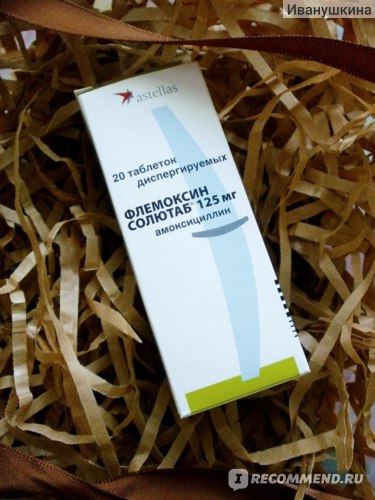 Иванушкина
astellas
20 таблеток
диспергируемых
ФЛЕМОКСИН
СОЛЮТАБ® 125 мг
амоксициллин
IRECOMMEND.RU